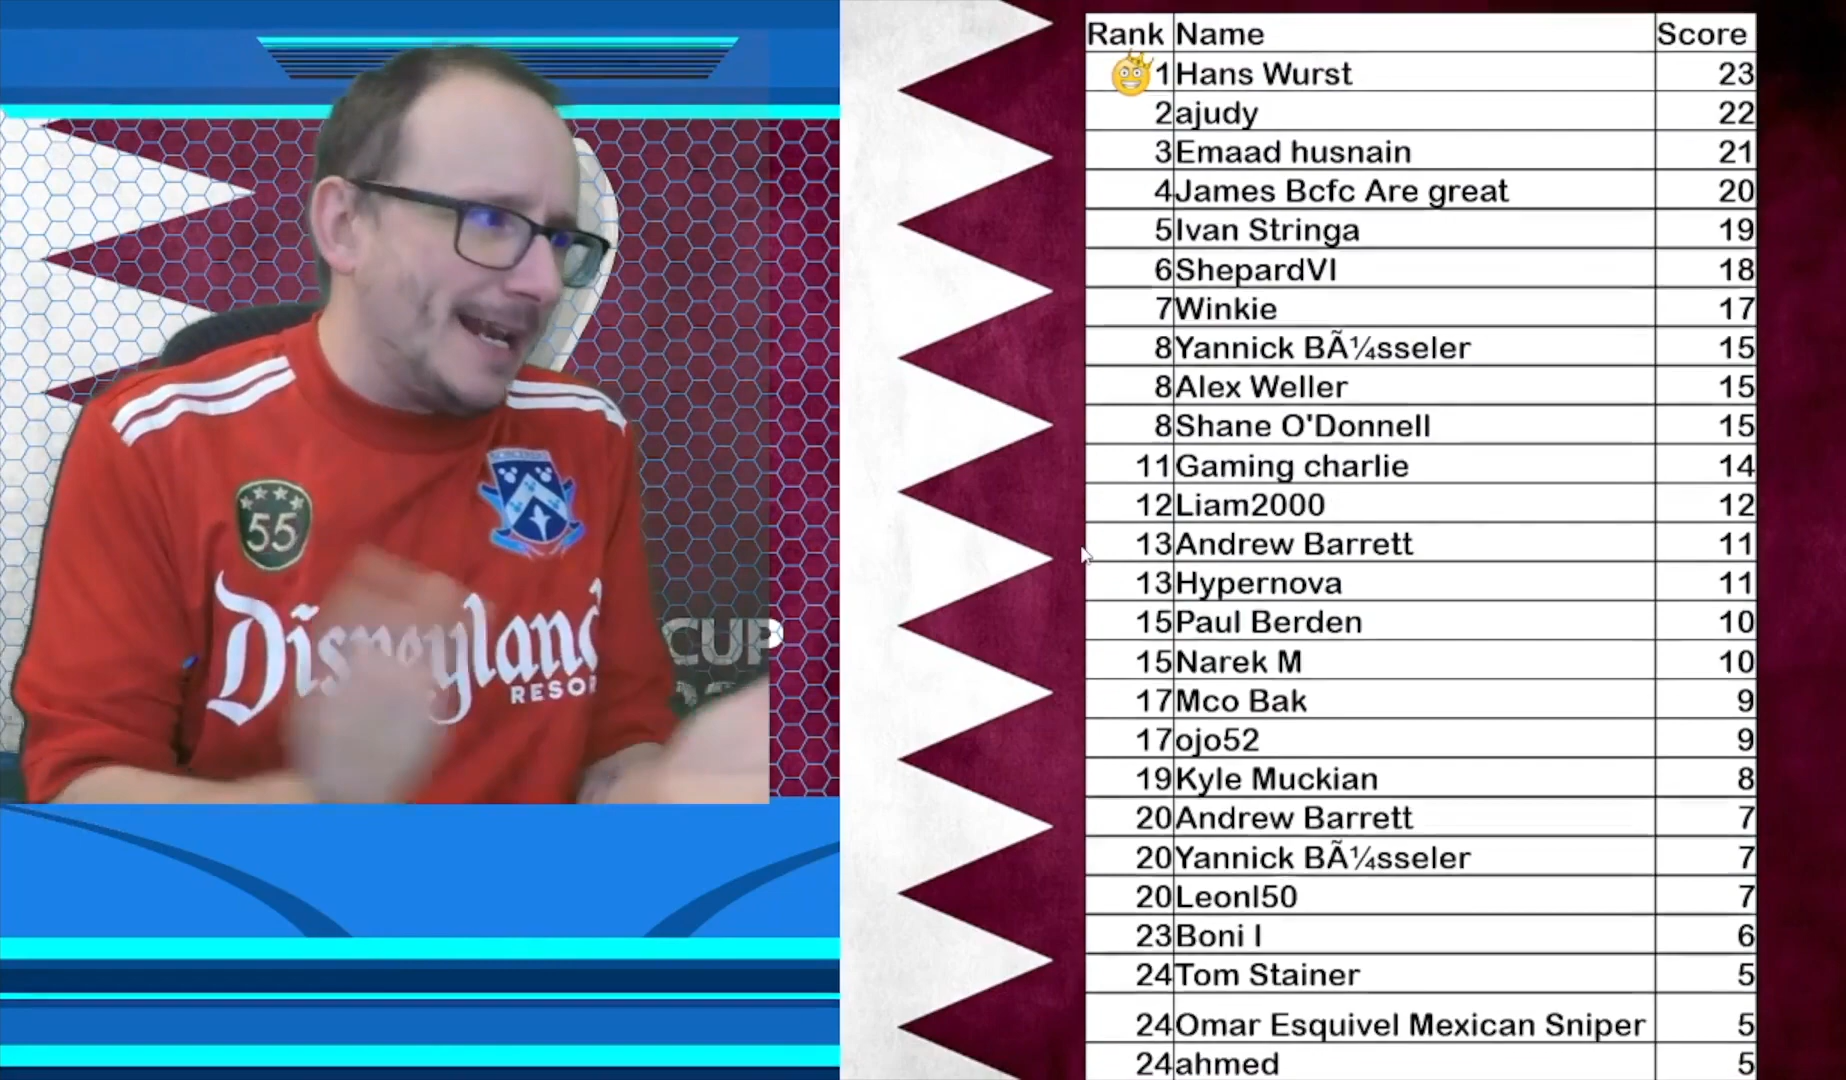 55
Disneyland
RESOR
CUP
Rank Name Score
1 Hans Wurst 23
2 ajudy 22
3 Emaad husnain 21
4 James Bcfc Are great 20
5 Ivan Stringa 19
6 ShepardVI 18
7 Winkie 17
8 Yannick BÃ¼sseler 15
8 Alex Weller 15
8 Shane O'Donnell 15
11 Gaming charlie 14
12 Liam2000 12
13 Andrew Barrett 11
13 Hypernova 11
15 Paul Berden 10
15 Narek M 10
17 Mco Bak 9
17 ojo52 9
19 Kyle Muckian 8
20 Andrew Barrett 7
20 Yannick BÃ¼sseler 7
20 Leonl50 7
23 Boni I 6
24 Tom Stainer 5
24 Omar Esquivel Mexican Sniper 5
24 ahmed 5